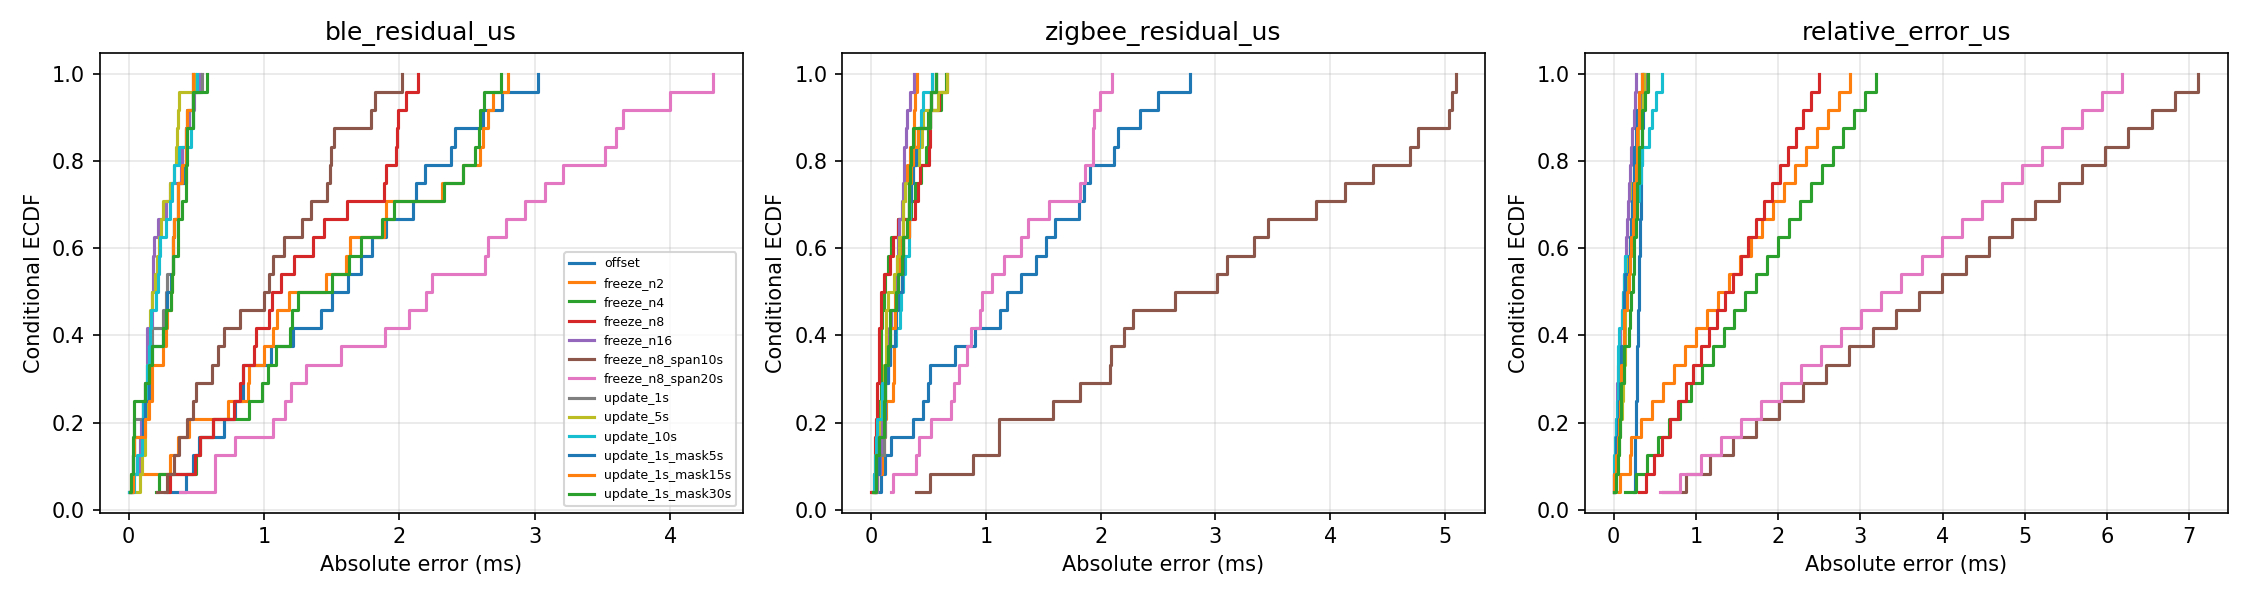 ble_residual_us
Conditional ECDF
1.0
0.8
0.6
0.4
0.2
0.0
0
1
2
3
4
Absolute error (ms)
offset
freeze_n2
freeze_n4
freeze_n8
freeze_n16
freeze_n8_span10s
freeze_n8_span20s
update_1s
update_5s
update_10s
update_1s_mask5s
update_1s_mask15s
update_1s_mask30s
zigbee_residual_us
Conditional ECDF
1.0
0.8
0.6
0.4
0.2
0.0
0
1
2
3
4
5
Absolute error (ms)
relative_error_us
Conditional ECDF
1.0
0.8
0.6
0.4
0.2
0.0
0
1
2
3
4
5
6
7
Absolute error (ms)